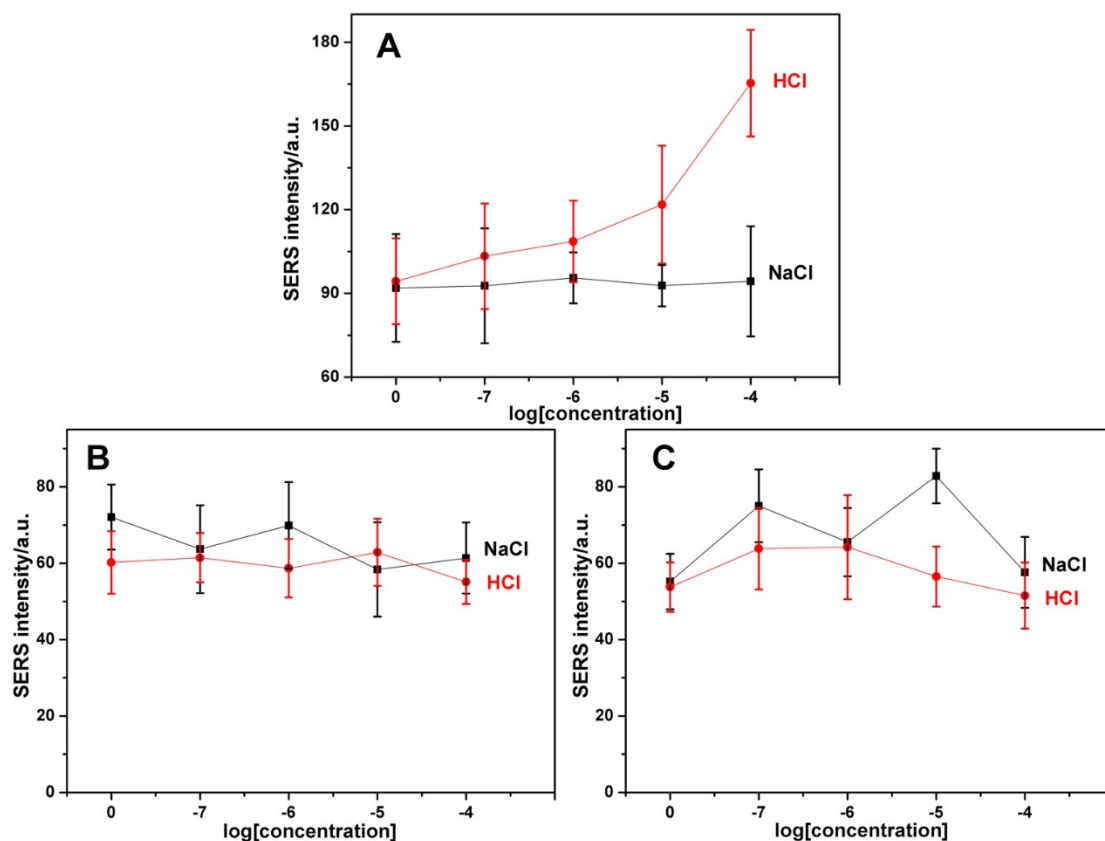 A
180
150
120
90
60
SERS intensity/a.u.
HCl
NaCl
0 -7 -6 -5 -4
log[concentration]
B
80
60
40
20
0
SERS intensity/a.u.
NaCl
HCl
0 -7 -6 -5 -4
log[concentration]
C
80
60
40
20
0
SERS intensity/a.u.
NaCl
HCl
0 -7 -6 -5 -4
log[concentration]